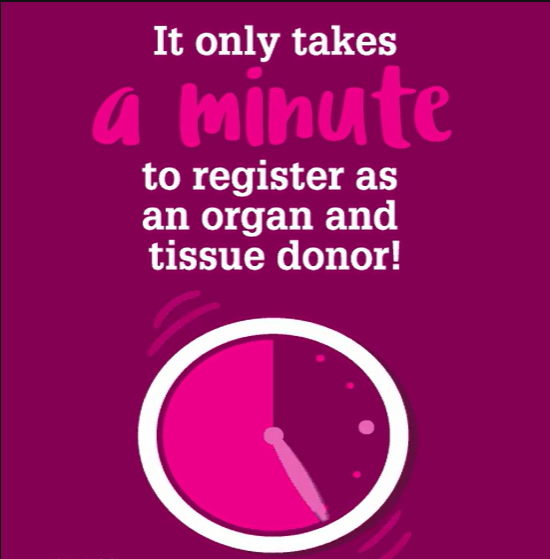 It only takes
a minute
to register as
an organ and
tissue donor!